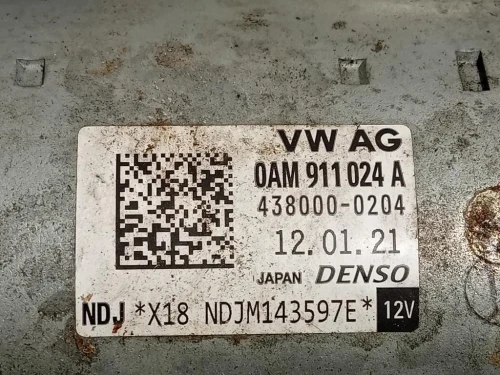 VW AG
0AM 911 024 A
438000-0204
12.01.21
JAPAN DENSO
NDJ *X18 NDJM143597E* 12V